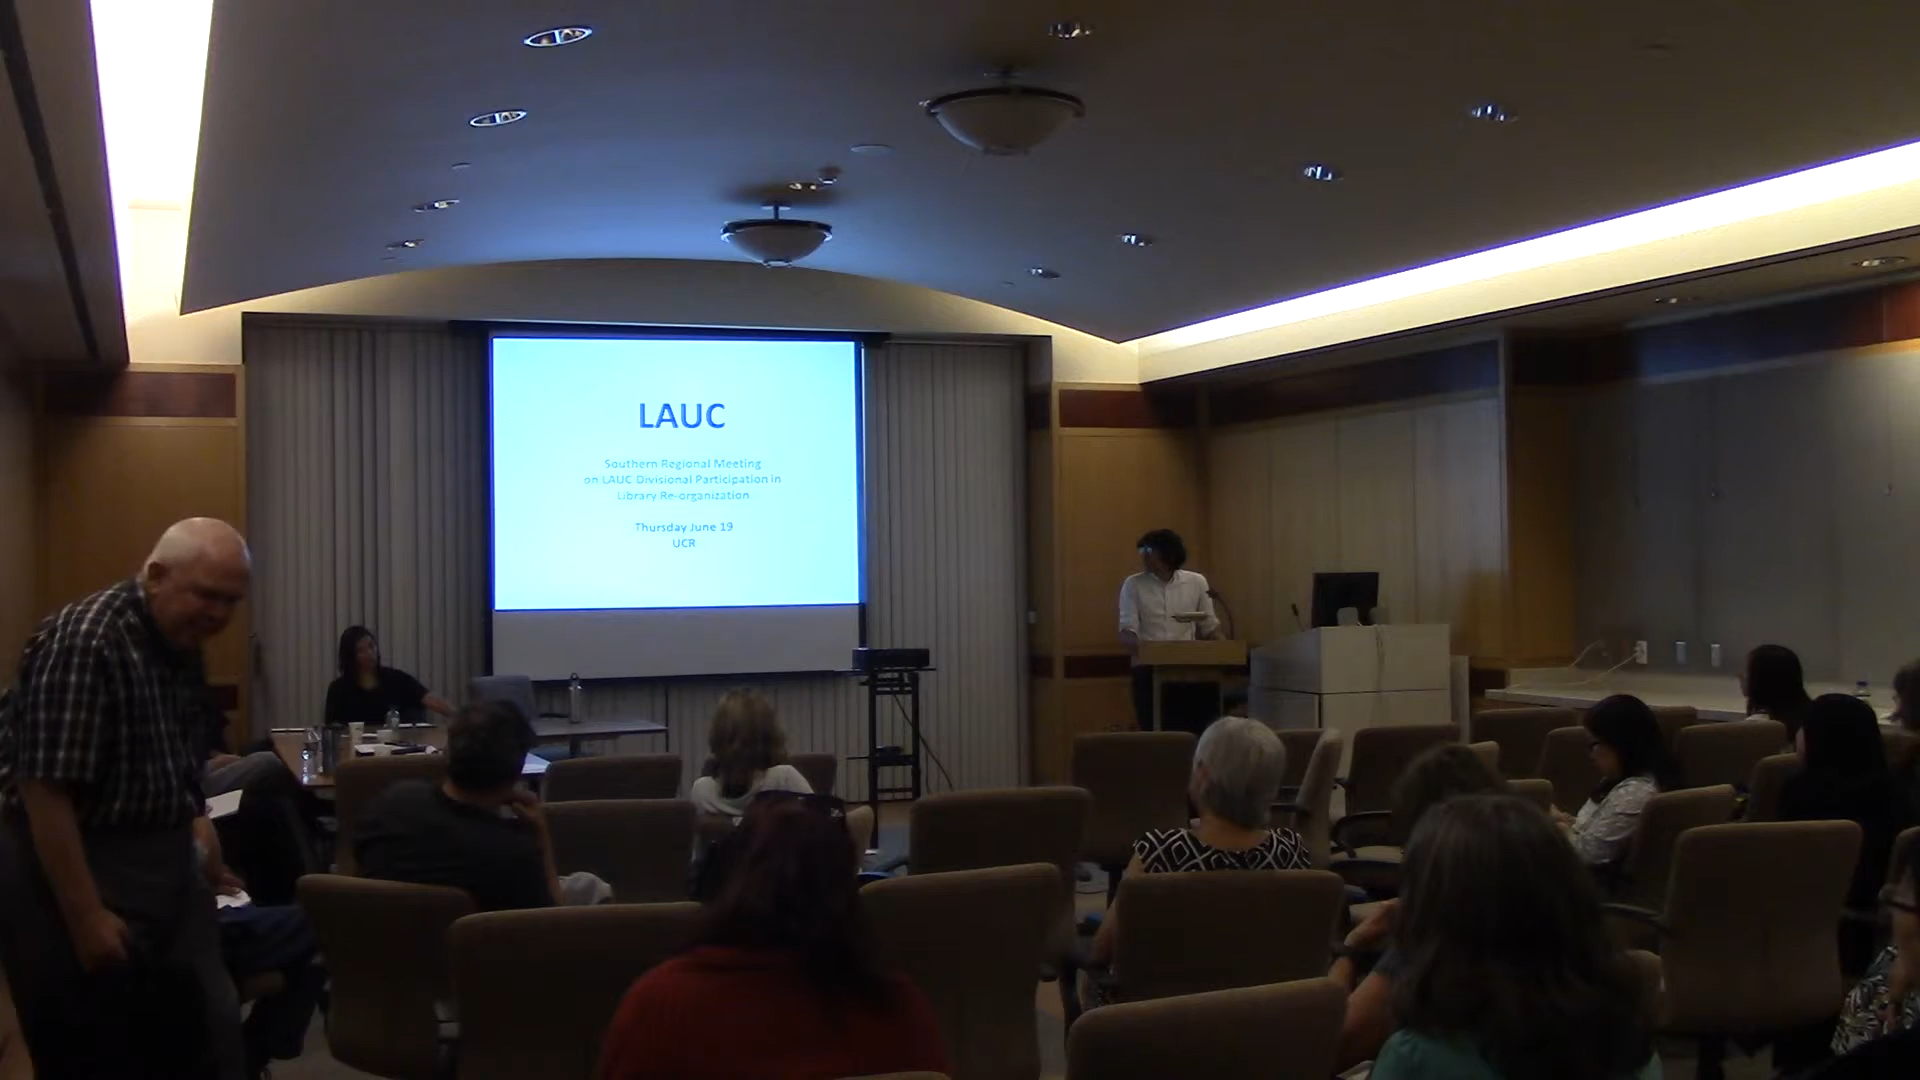 LAUC
Southern Regional Meeting
on LAUC Divisional Participation in
Library Re-organization
Thursday June 19
UCR